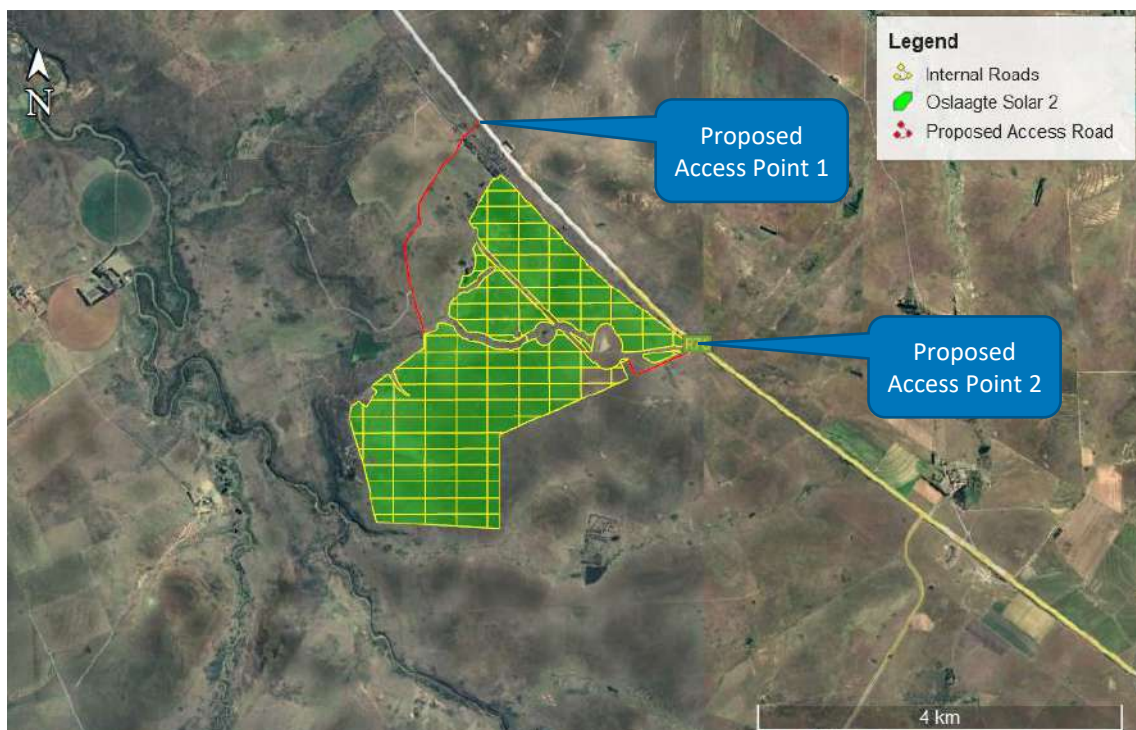 N
Legend
Internal Roads
Oslaagte Solar 2
Proposed Access Road
Proposed
Access Point 1
Proposed
Access Point 2
4 km